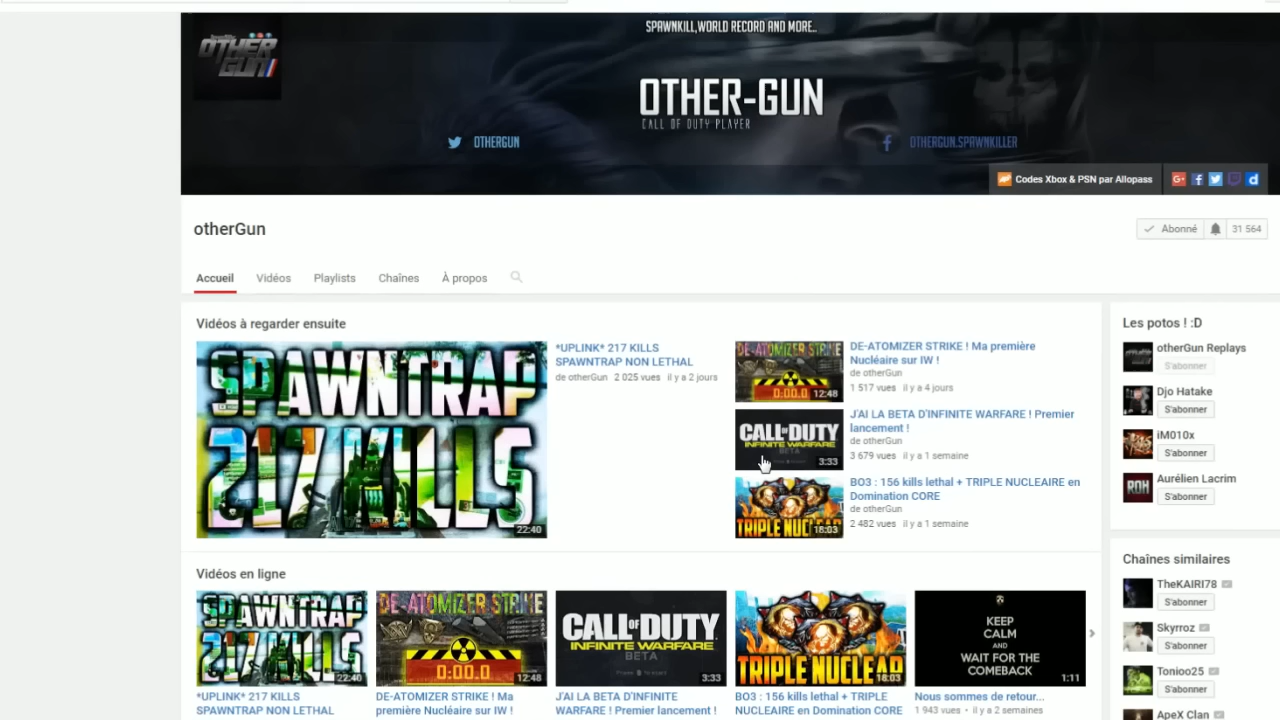 SPAWNKILL,WORLD RECORD AND MORE..
OTHER GUN
OTHER-GUN
CALL OF DUTY PLAYER
OTHERGUN
OTHERGUN.SPAWNKILLER
Codes Xbox & PSN par Allopass
otherGun
Abonné 31 564
Accueil Vidéos Playlists Chaînes À propos
Vidéos à regarder ensuite
SPAWNTRAP
217 KILLS
22:40
*UPLINK* 217 KILLS
SPAWNTRAP NON LETHAL
de otherGun 2 025 vues il y a 2 jours
DE-ATOMIZER STRIKE
0:00.0
12:48
DE-ATOMIZER STRIKE ! Ma première
Nucléaire sur IW !
de otherGun
1 517 vues il y a 4 jours
CALL OF DUTY
INFINITE WARFARE
BETA
3:33
J'AI LA BETA D'INFINITE WARFARE ! Premier
lancement !
de otherGun
3 679 vues il y a 1 semaine
TRIPLE NUCLEAR
18:03
BO3 : 156 kills lethal + TRIPLE NUCLEAIRE en
Domination CORE
de otherGun
2 482 vues il y a 1 semaine
Les potos ! :D
otherGun Replays
S'abonner
Djo Hatake
S'abonner
iM010x
S'abonner
ROH
Aurélien Lacrim
S'abonner
Vidéos en ligne
SPAWNTRAP
217 KILLS
22:40
*UPLINK* 217 KILLS
SPAWNTRAP NON LETHAL
DE-ATOMIZER STRIKE
0:00.0
12:48
DE-ATOMIZER STRIKE ! Ma
première Nucléaire sur IW !
CALL OF DUTY
INFINITE WARFARE
BETA
3:33
J'AI LA BETA D'INFINITE
WARFARE ! Premier lancement !
TRIPLE NUCLEAR
18:03
BO3 : 156 kills lethal + TRIPLE
NUCLEAIRE en Domination CORE
KEEP
CALM
AND
WAIT FOR THE
COMEBACK
1:11
Nous sommes de retour...
1 943 vues • il y a 2 semaines
Chaînes similaires
TheKAIRI78
S'abonner
Skyrroz
S'abonner
Tonioo25
S'abonner
ApeX Clan